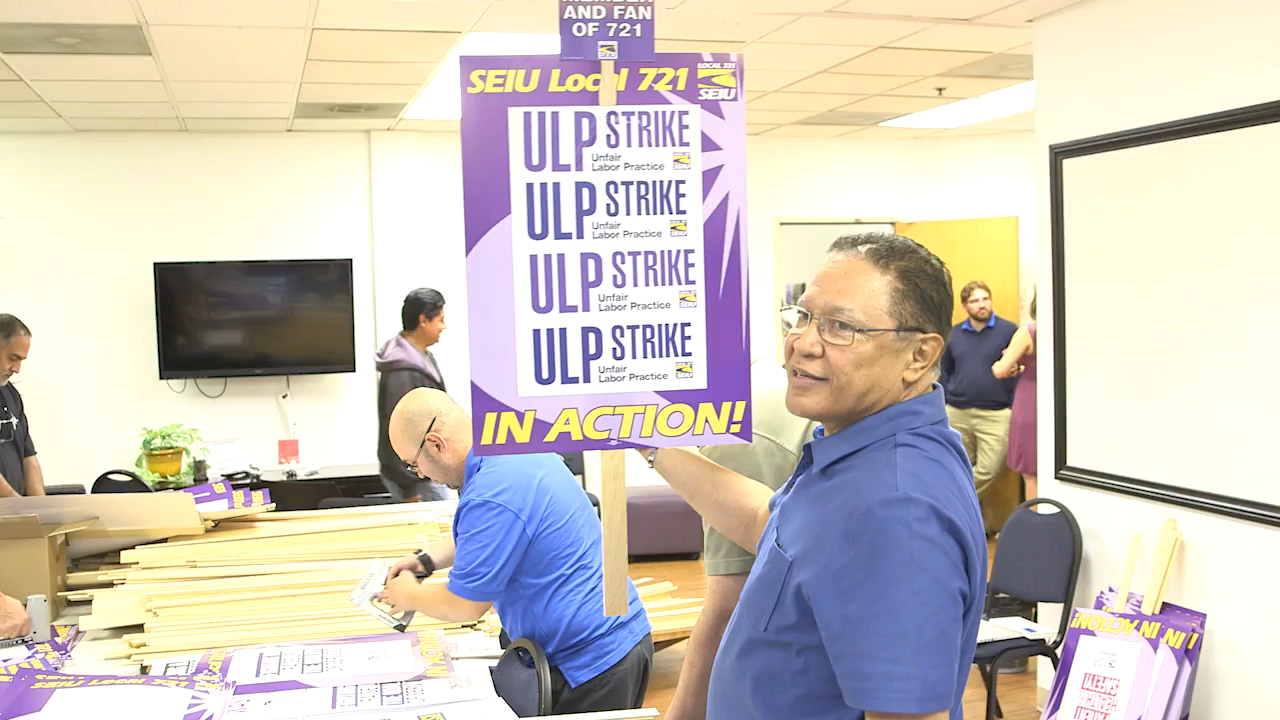 MEMBER
AND FAN
OF 721
SEIU Local 721
LOCAL 721
SEIU
ULP STRIKE
Unfair
Labor Practice
ULP STRIKE
Unfair
Labor Practice
ULP STRIKE
Unfair
Labor Practice
ULP STRIKE
Unfair
Labor Practice
IN ACTION!
IN ACTION!